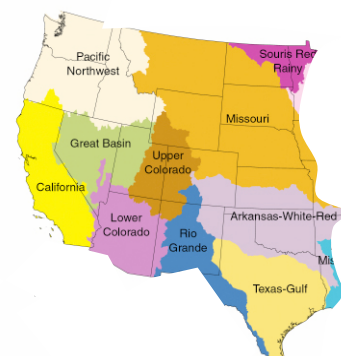 Pacific
Northwest
Souris Red
Rainy
Missouri
Great Basin
Upper
Colorado
California
Lower
Colorado
Rio
Grande
Arkansas-White-Red
Mis
Texas-Gulf